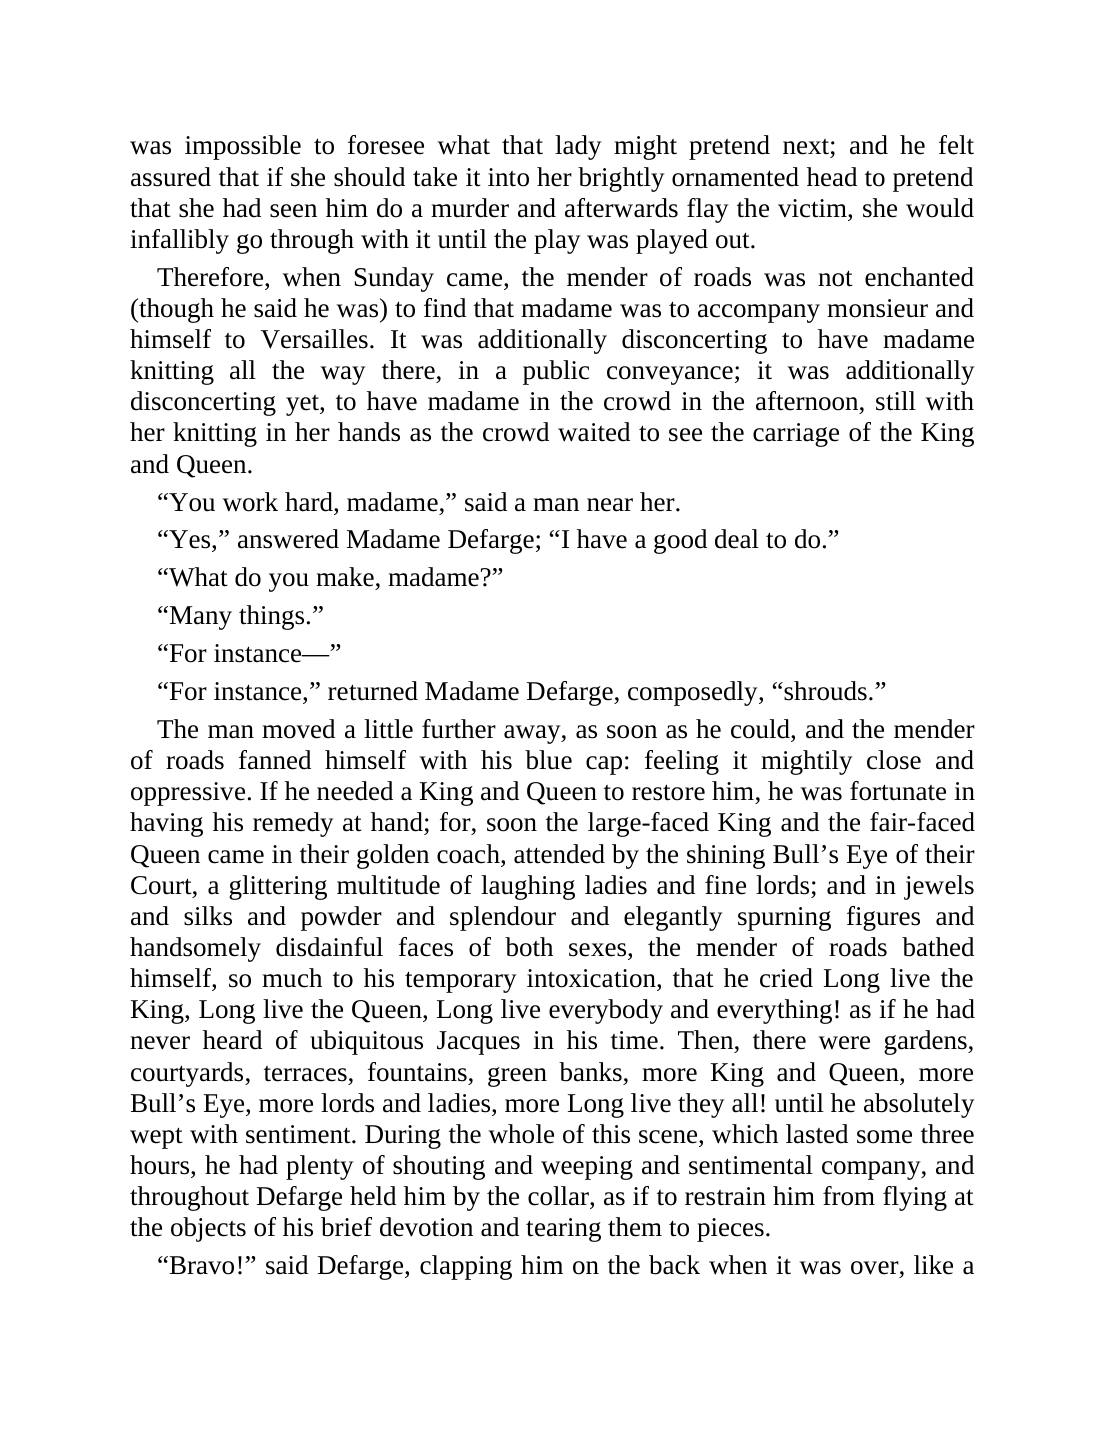 was impossible to foresee what that lady might pretend next; and he felt
assured that if she should take it into her brightly ornamented head to pretend
that she had seen him do a murder and afterwards flay the victim, she would
infallibly go through with it until the play was played out.
Therefore, when Sunday came, the mender of roads was not enchanted
(though he said he was) to find that madame was to accompany monsieur and
himself to Versailles. It was additionally disconcerting to have madame
knitting all the way there, in a public conveyance; it was additionally
disconcerting yet, to have madame in the crowd in the afternoon, still with
her knitting in her hands as the crowd waited to see the carriage of the King
and Queen.
“You work hard, madame,” said a man near her.
“Yes,” answered Madame Defarge; “I have a good deal to do.”
“What do you make, madame?”
“Many things.”
“For instance—”
“For instance,” returned Madame Defarge, composedly, “shrouds.”
The man moved a little further away, as soon as he could, and the mender
of roads fanned himself with his blue cap: feeling it mightily close and
oppressive. If he needed a King and Queen to restore him, he was fortunate in
having his remedy at hand; for, soon the large-faced King and the fair-faced
Queen came in their golden coach, attended by the shining Bull’s Eye of their
Court, a glittering multitude of laughing ladies and fine lords; and in jewels
and silks and powder and splendour and elegantly spurning figures and
handsomely disdainful faces of both sexes, the mender of roads bathed
himself, so much to his temporary intoxication, that he cried Long live the
King, Long live the Queen, Long live everybody and everything! as if he had
never heard of ubiquitous Jacques in his time. Then, there were gardens,
courtyards, terraces, fountains, green banks, more King and Queen, more
Bull’s Eye, more lords and ladies, more Long live they all! until he absolutely
wept with sentiment. During the whole of this scene, which lasted some three
hours, he had plenty of shouting and weeping and sentimental company, and
throughout Defarge held him by the collar, as if to restrain him from flying at
the objects of his brief devotion and tearing them to pieces.
“Bravo!” said Defarge, clapping him on the back when it was over, like a